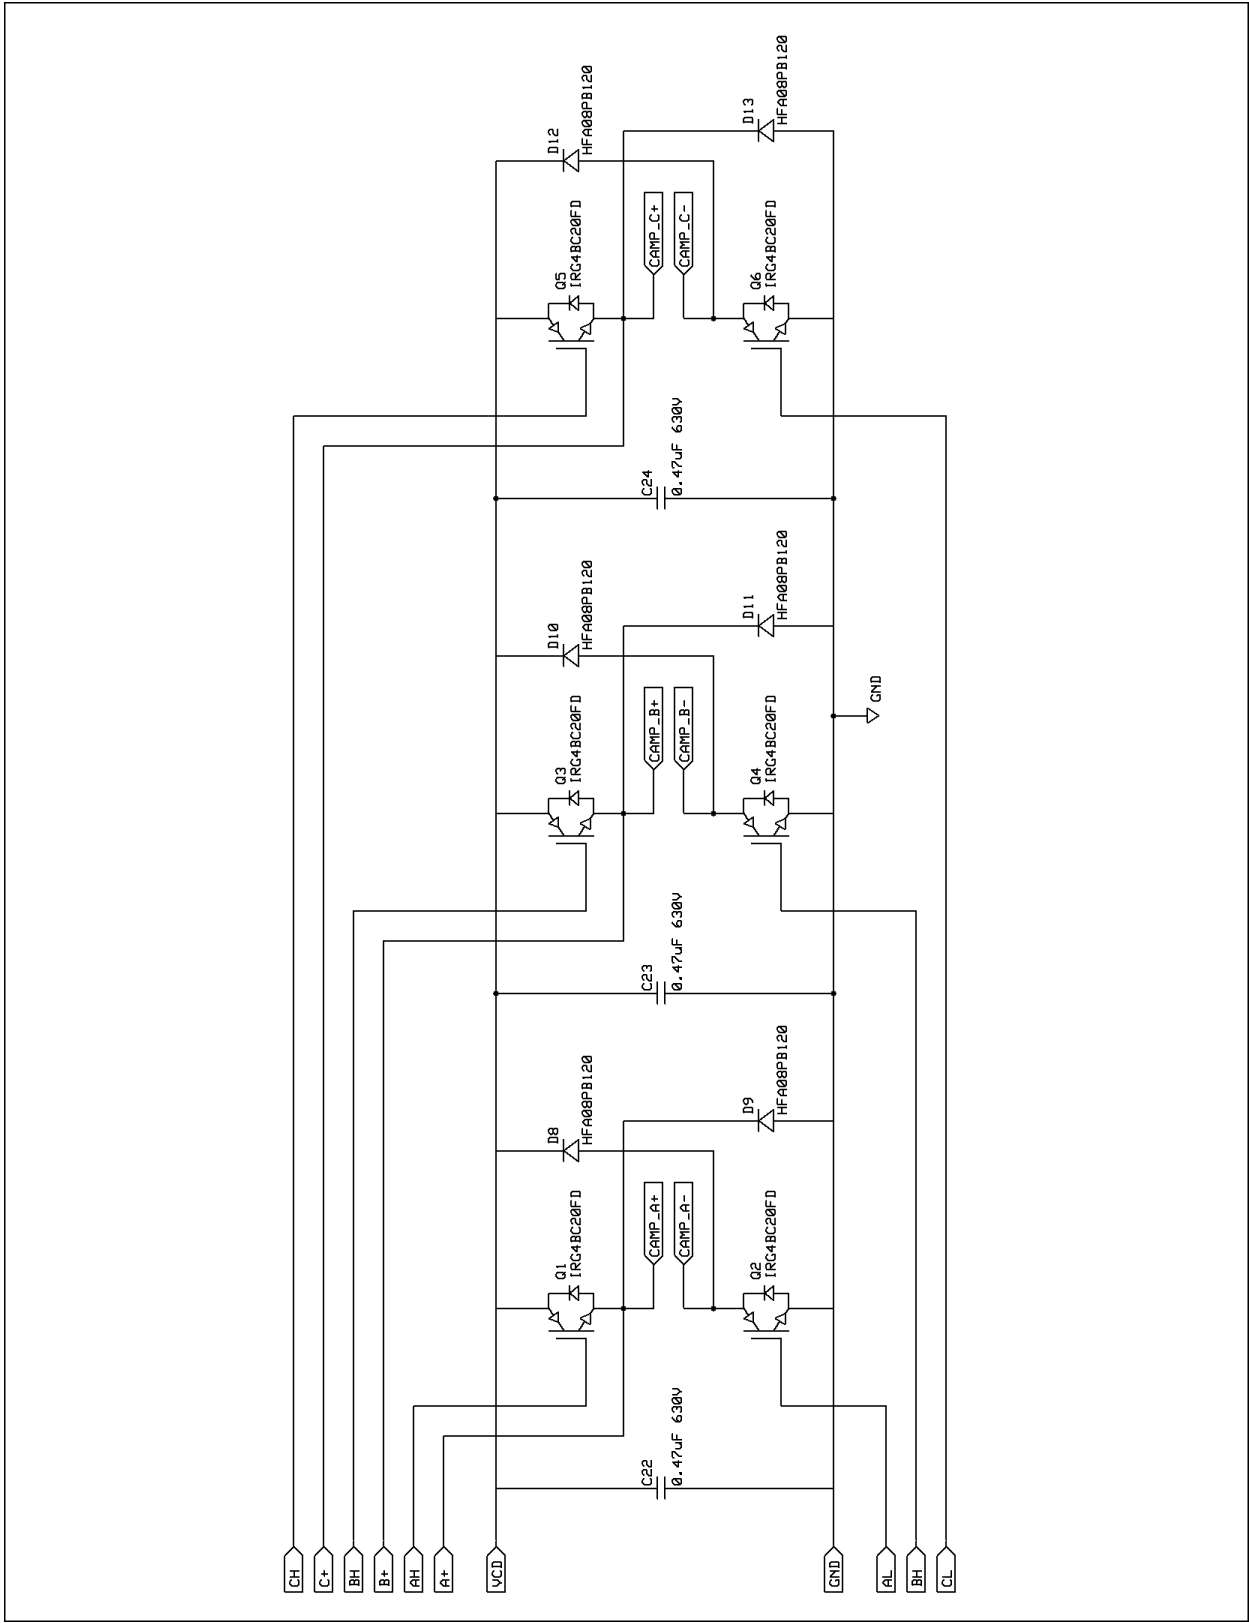 CH
C+
BH
B+
AH
A+
VCD
D8
HFA08PB120
Q1
IRG4BC20FD
CAMP_A+
CAMP_A-
C22
0.47uF 630V
D9
HFA08PB120
Q2
IRG4BC20FD
D10
HFA08PB120
Q3
IRG4BC20FD
CAMP_B+
CAMP_B-
C23
0.47uF 630V
D11
HFA08PB120
Q4
IRG4BC20FD
D12
HFA08PB120
Q5
IRG4BC20FD
CAMP_C+
CAMP_C-
C24
0.47uF 630V
D13
HFA08PB120
Q6
IRG4BC20FD
GND
GND
AL
BH
CL